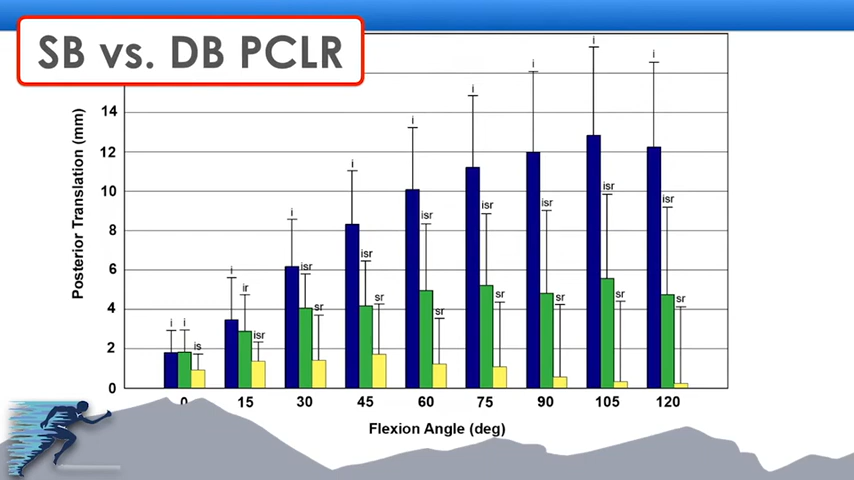 SB vs. DB PCLR
Posterior Translation (mm)
14
12
10
8
6
4
2
0
i i is
i ir isr
i isr sr
i isr sr
i isr sr
i isr sr
i isr sr
i isr sr
i isr sr
0 15 30 45 60 75 90 105 120
Flexion Angle (deg)